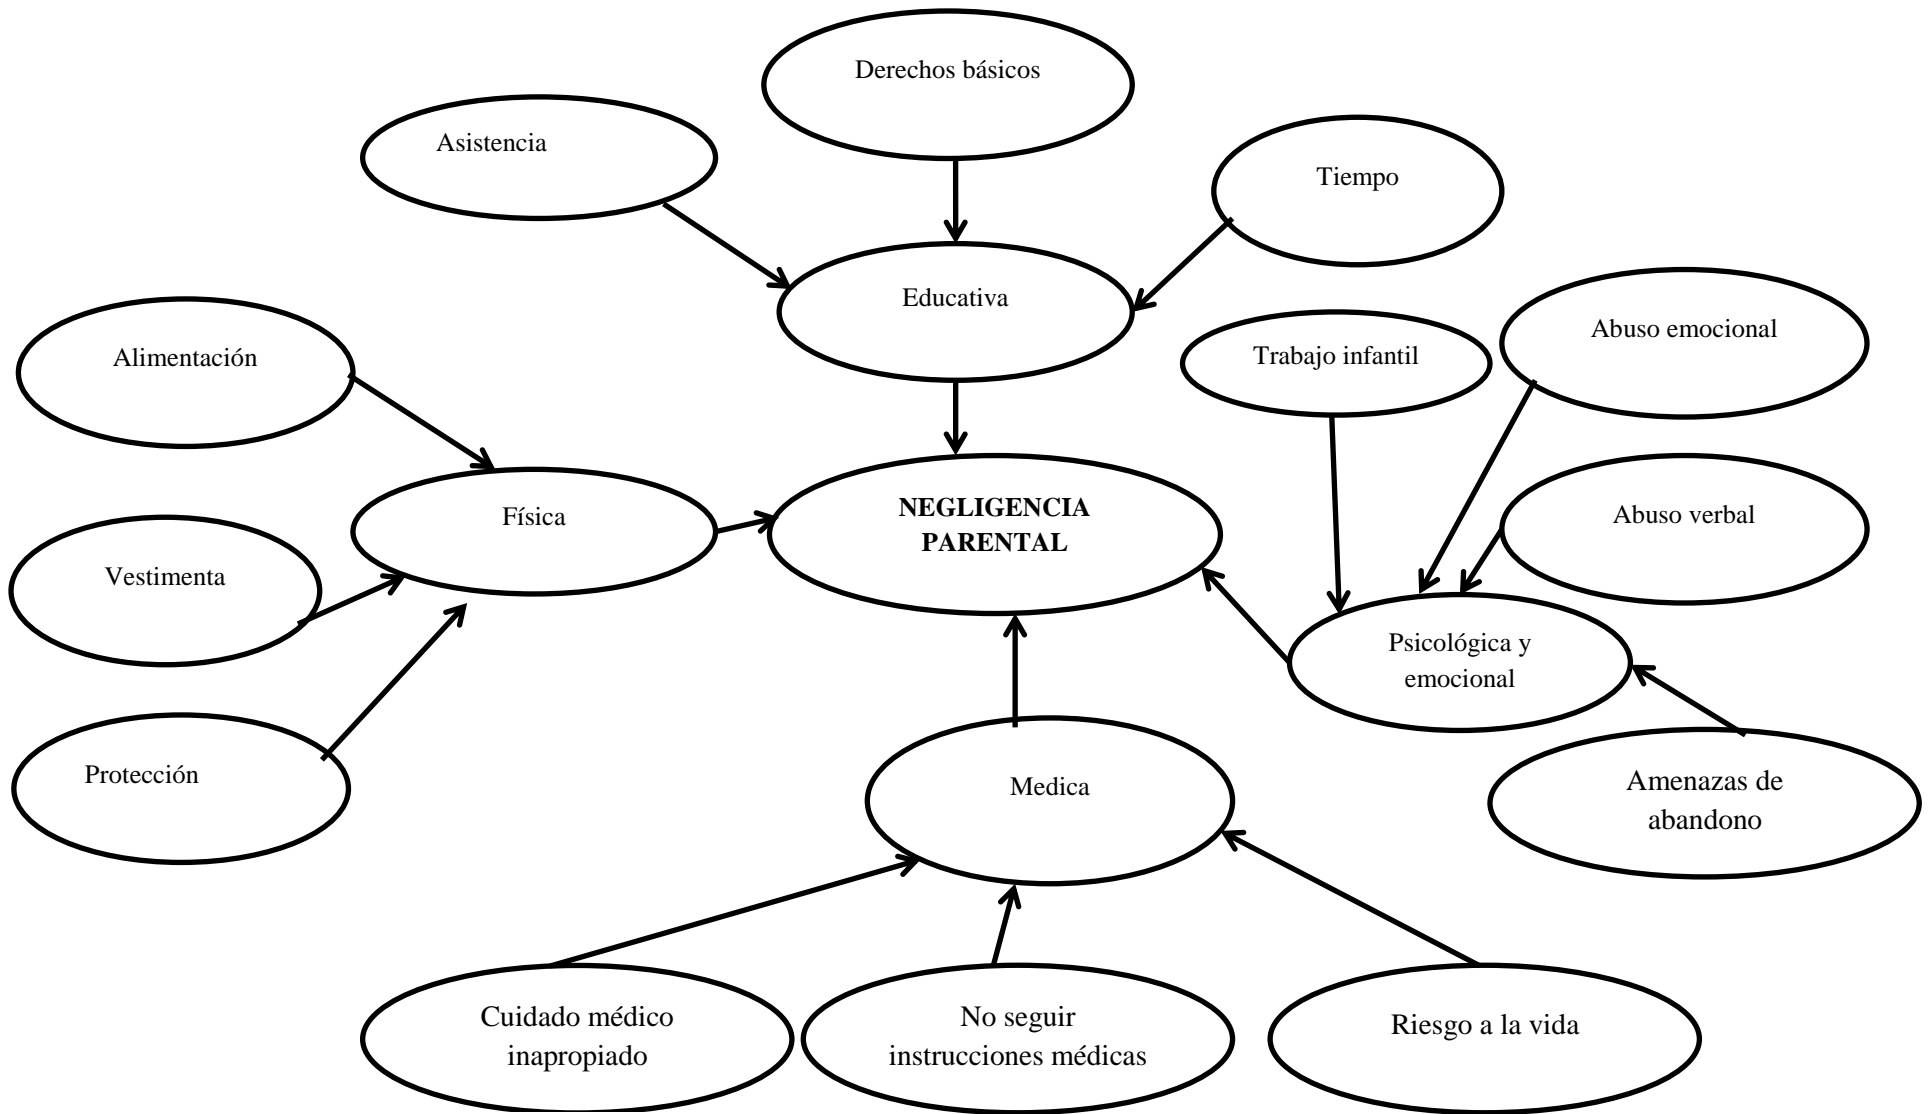 Derechos básicos
Asistencia
Tiempo
Educativa
Abuso emocional
Trabajo infantil
Alimentación
NEGLIGENCIA
PARENTAL
Física
Abuso verbal
Vestimenta
Psicológica y
emocional
Protección
Medica
Amenazas de
abandono
Cuidado médico
inapropiado
No seguir
instrucciones médicas
Riesgo a la vida